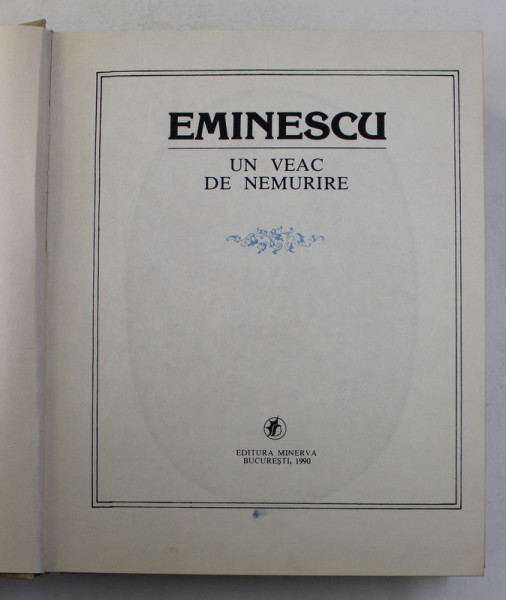 EMINESCU
UN VEAC
DE NEMURIRE
EDITURA MINERVA
BUCUREȘTI, 1990